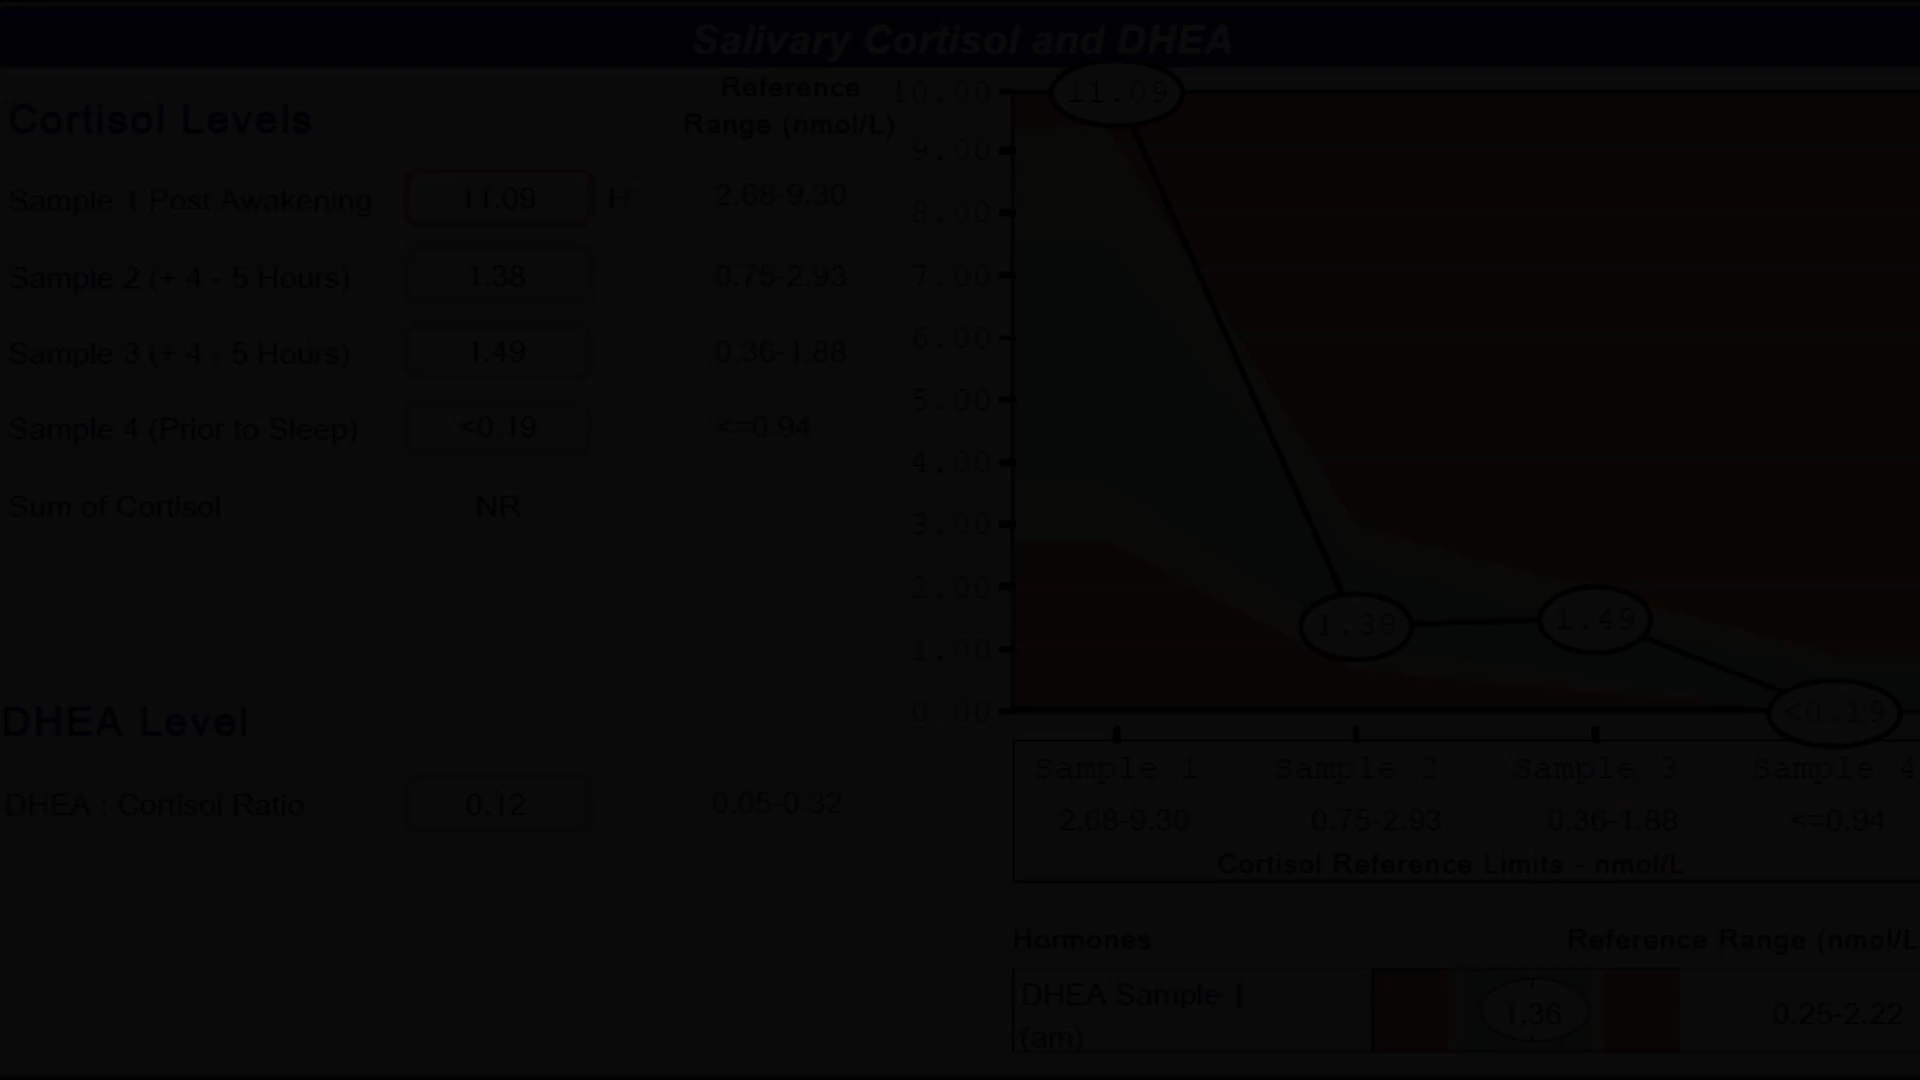 Salivary Cortisol and DHEA
Cortisol Levels
Reference
Range (nmol/L)
Sample 1 Post Awakening 11.09 H 2.68-9.30
Sample 2 (+ 4 - 5 Hours) 1.38 0.75-2.93
Sample 3 (+ 4 - 5 Hours) 1.49 0.36-1.88
Sample 4 (Prior to Sleep) <0.19 <=0.94
Sum of Cortisol NR
DHEA Level
DHEA : Cortisol Ratio 0.12 0.05-0.32
10.00
9.00
8.00
7.00
6.00
5.00
4.00
3.00
2.00
1.00
0.00
11.09
1.38
1.49
<0.19
Sample 1 Sample 2 Sample 3 Sample 4
2.68-9.30 0.75-2.93 0.36-1.88 <=0.94
Cortisol Reference Limits - nmol/L
Hormones Reference Range (nmol/L
DHEA Sample 1 1.36 0.25-2.22
(am)